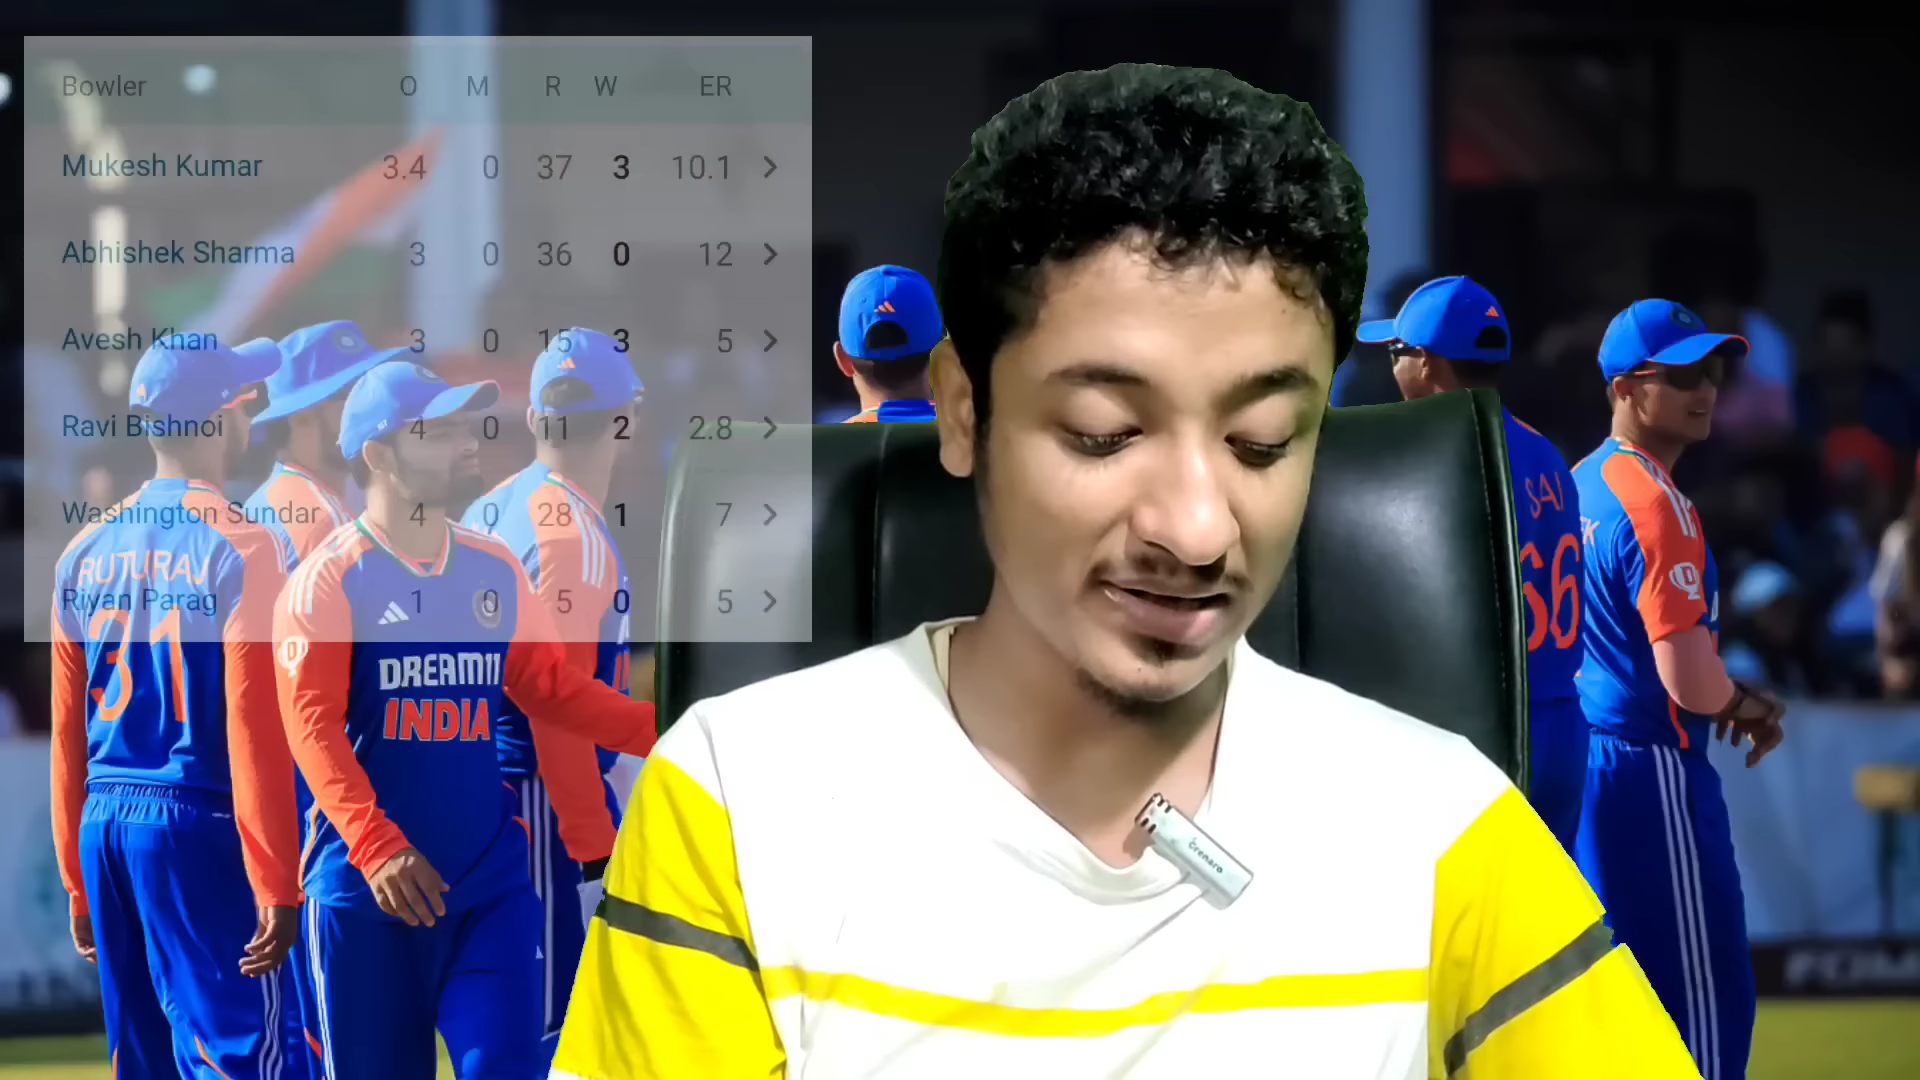 Bowler O M R W ER
Mukesh Kumar 3.4 0 37 3 10.1
Abhishek Sharma 3 0 36 0 12
Avesh Khan 3 0 15 3 5
Ravi Bishnoi 4 0 11 2 2.8
Washington Sundar 4 0 28 1 7
Riyan Parag 1 0 5 0 5
RUTURAJ
31
DREAM11
INDIA
SAI
66
Grenaro